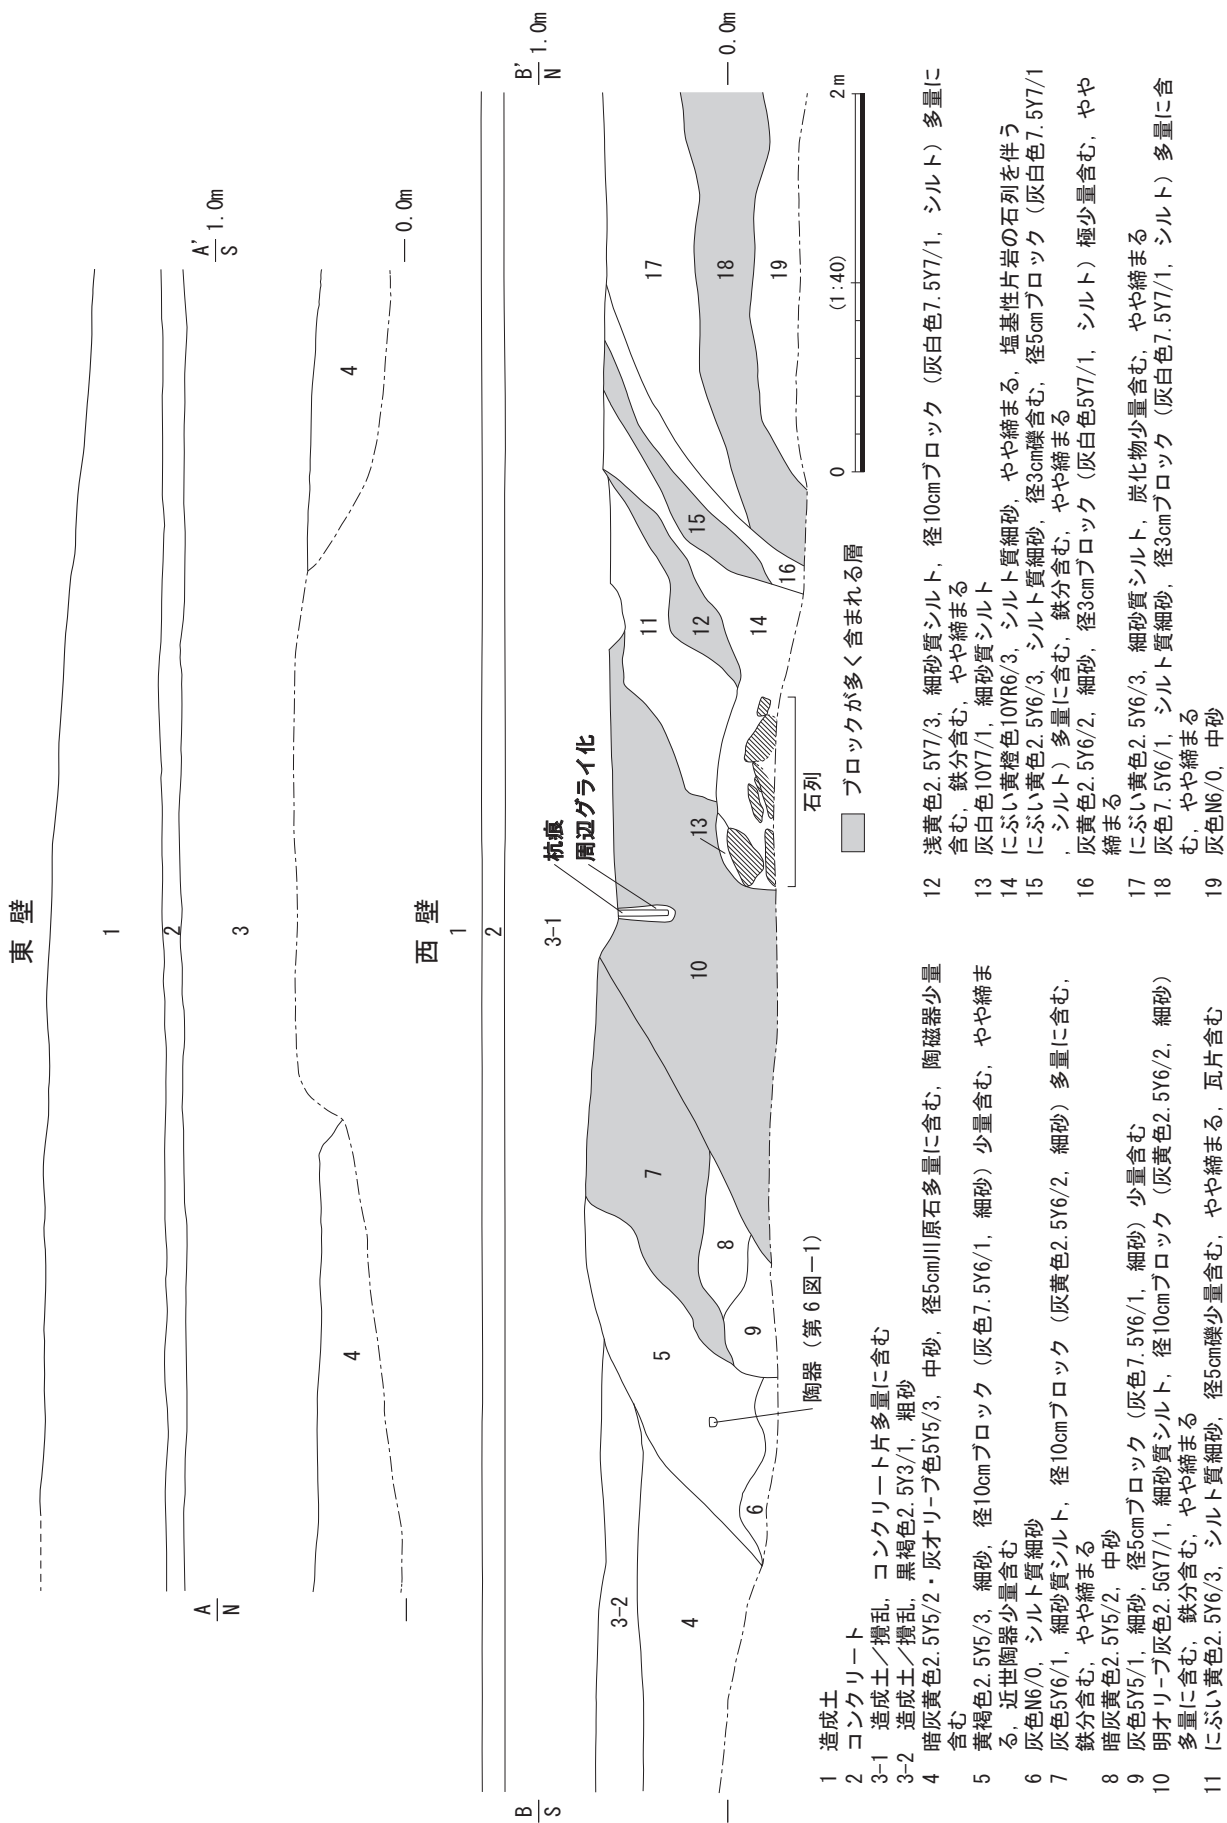 東 壁
A
N
A'
S
1.0m
0.0m
1
2
3
4
4
西 壁
B
S
B'
N
1.0m
0.0m
1
2
3-1
3-2
4
5
6
7
8
9
10
11
12
13
14
15
16
17
18
19
杭痕
周辺グライ化
石列
陶器（第６図－1）
ブロックが多く含まれる層
0
(1:40)
2m
1 造成土
2 コンクリート
3-1 造成土／攪乱，コンクリート片多量に含む
3-2 造成土／攪乱，黒褐色2.5Y3/1，粗砂
4 暗灰黄色2.5Y5/2・灰オリーブ色5Y5/3，中砂，径5cm川原石多量に含む，陶磁器少量
含む
5 黄褐色2.5Y5/3，細砂，径10cmブロック（灰色7.5Y6/1，細砂）少量含む，やや締ま
る，近世陶器少量含む
6 灰色N6/0，シルト質細砂
7 灰色5Y6/1，細砂質シルト，径10cmブロック（灰黄色2.5Y6/2，細砂）多量に含む，
鉄分含む，やや締まる
8 暗灰黄色2.5Y5/2，中砂
9 灰色5Y5/1，細砂，径5cmブロック（灰色7.5Y6/1，細砂）少量含む
10 明オリーブ灰色2.5GY7/1，細砂質シルト，径10cmブロック（灰黄色2.5Y6/2，細砂）
多量に含む，鉄分含む，やや締まる
11 にぶい黄色2.5Y6/3，シルト質細砂，径5cm礫少量含む，やや締まる，瓦片含む
12 浅黄色2.5Y7/3，細砂質シルト，径10cmブロック（灰白色7.5Y7/1，シルト）多量に
含む，鉄分含む，やや締まる
13 灰白色10Y7/1，細砂質シルト
14 にぶい黄橙色10YR6/3，シルト質細砂，やや締まる，塩基性片岩の石列を伴う
15 にぶい黄色2.5Y6/3，シルト質細砂，径3cm礫含む，径5cmブロック（灰白色7.5Y7/1
，シルト）多量に含む，鉄分含む，やや締まる
16 灰黄色2.5Y6/2，細砂，径3cmブロック（灰白色5Y7/1，シルト）極少量含む，やや
締まる
17 にぶい黄色2.5Y6/3，細砂質シルト，炭化物少量含む，やや締まる
18 灰色7.5Y6/1，シルト質細砂，径3cmブロック（灰白色7.5Y7/1，シルト）多量に含
む，やや締まる
19 灰色N6/0，中砂